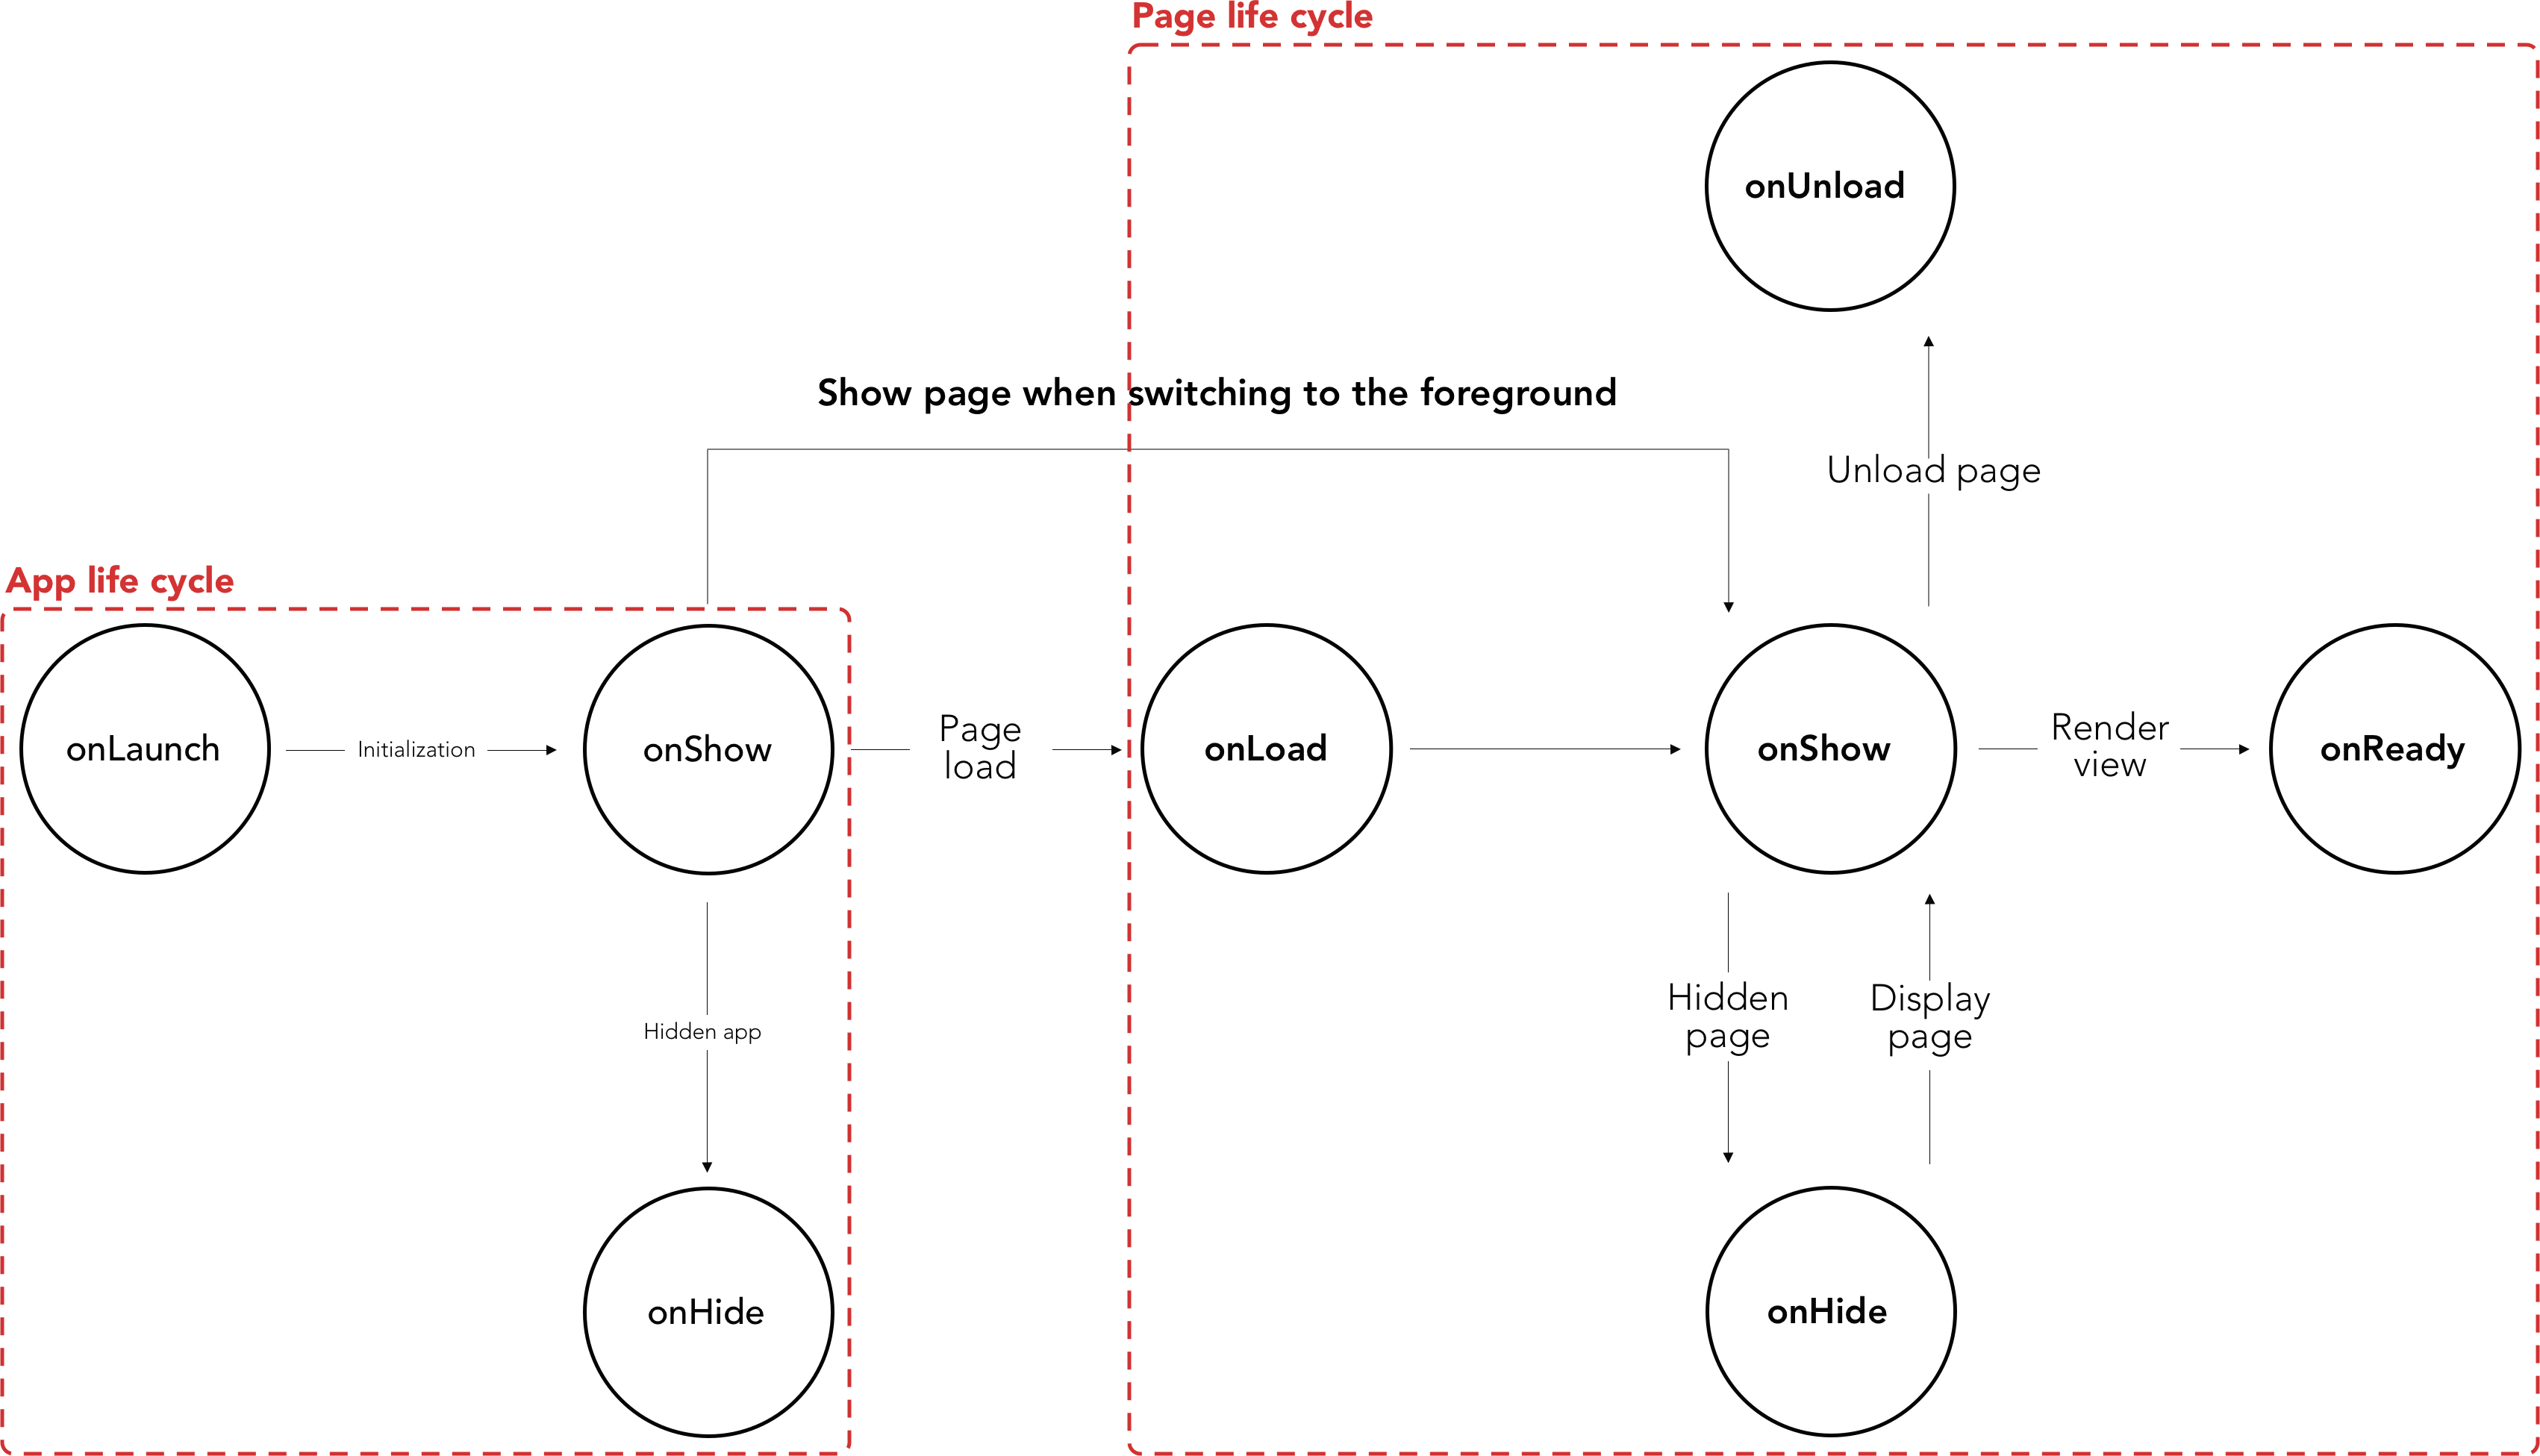 Page life cycle
onUnload
Show page when switching to the foreground
Unload page
App life cycle
onLaunch
Initialization
onShow
Page
load
onLoad
onShow
Render
view
onReady
Hidden app
Hidden
page
Display
page
onHide
onHide